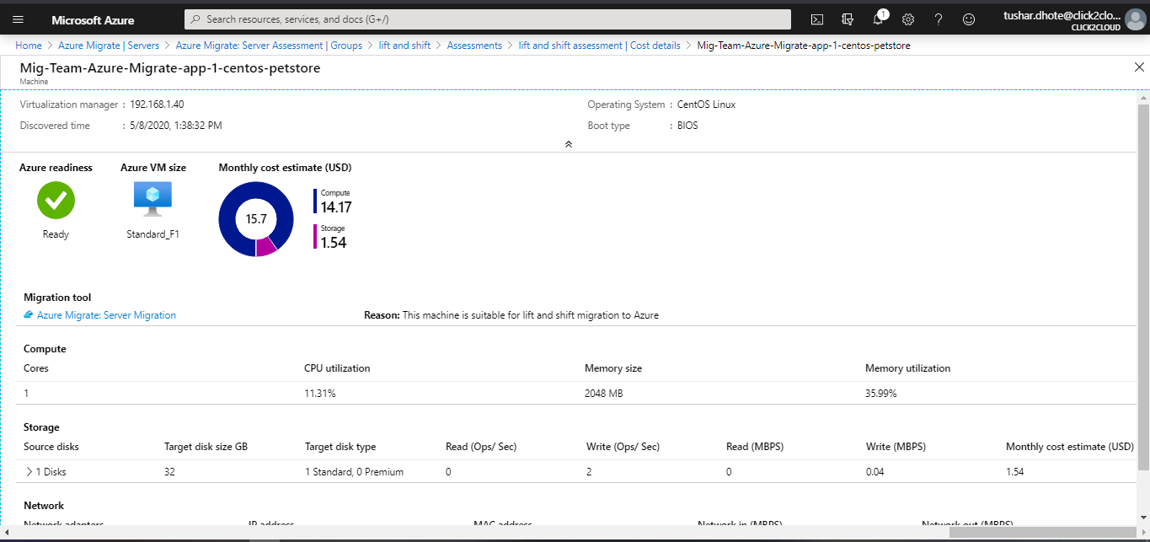 Microsoft Azure
Search resources, services, and docs (G+/)
1
tushar.dhote@click2clo...
CLICK2CLOUD
Home > Azure Migrate | Servers > Azure Migrate: Server Assessment | Groups > lift and shift > Assessments > lift and shift assessment | Cost details > Mig-Team-Azure-Migrate-app-1-centos-petstore
Mig-Team-Azure-Migrate-app-1-centos-petstore
Machine
Virtualization manager : 192.168.1.40 Operating System : CentOS Linux
Discovered time : 5/8/2020, 1:38:32 PM Boot type : BIOS
Azure readiness Azure VM size Monthly cost estimate (USD)
Compute
14.17
15.7
Storage
1.54
Ready Standard_F1
Migration tool
Azure Migrate: Server Migration Reason: This machine is suitable for lift and shift migration to Azure
Compute
Cores CPU utilization Memory size Memory utilization
1 11.31% 2048 MB 35.99%
Storage
Source disks Target disk size GB Target disk type Read (Ops/ Sec) Write (Ops/ Sec) Read (MBPS) Write (MBPS) Monthly cost estimate (USD)
1 Disks 32 1 Standard, 0 Premium 0 2 0 0.04 1.54
Network
Network adapters IP address MAC address Network in (MBPS) Network out (MBPS)